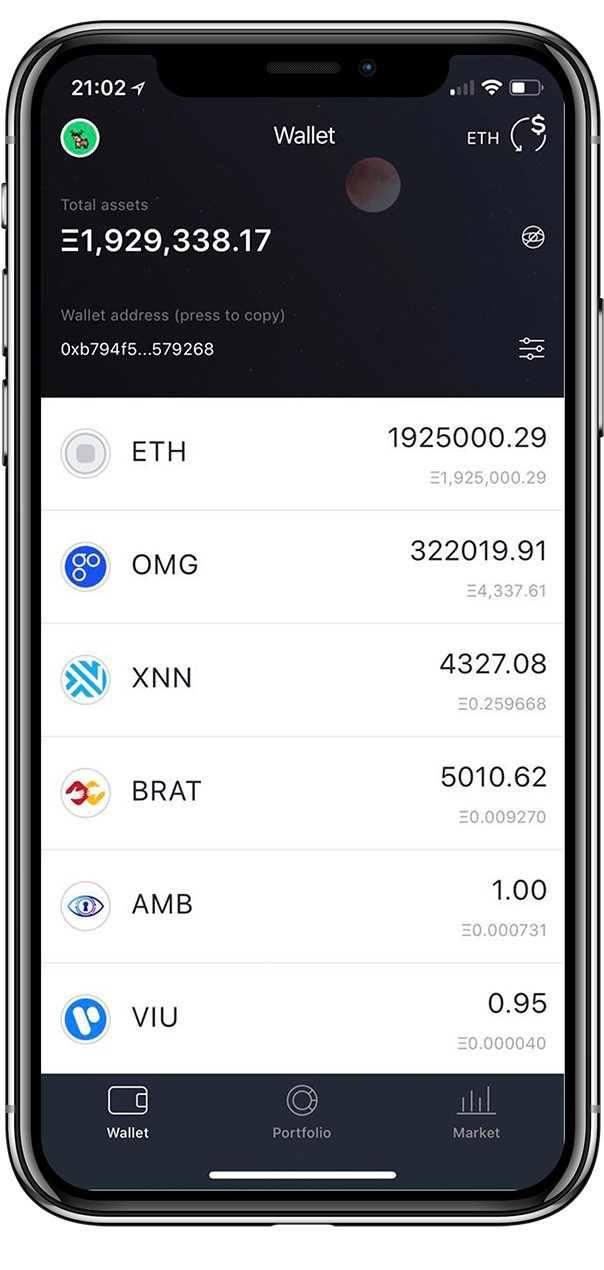 21:02
Wallet
ETH
$
Total assets
Ξ1,929,338.17
Wallet address (press to copy)
0xb794f5...579268
ETH
1925000.29
Ξ1,925,000.29
OMG
322019.91
Ξ4,337.61
XNN
4327.08
Ξ0.259668
BRAT
5010.62
Ξ0.009270
AMB
1.00
Ξ0.000731
VIU
0.95
Ξ0.000040
Wallet
Portfolio
Market